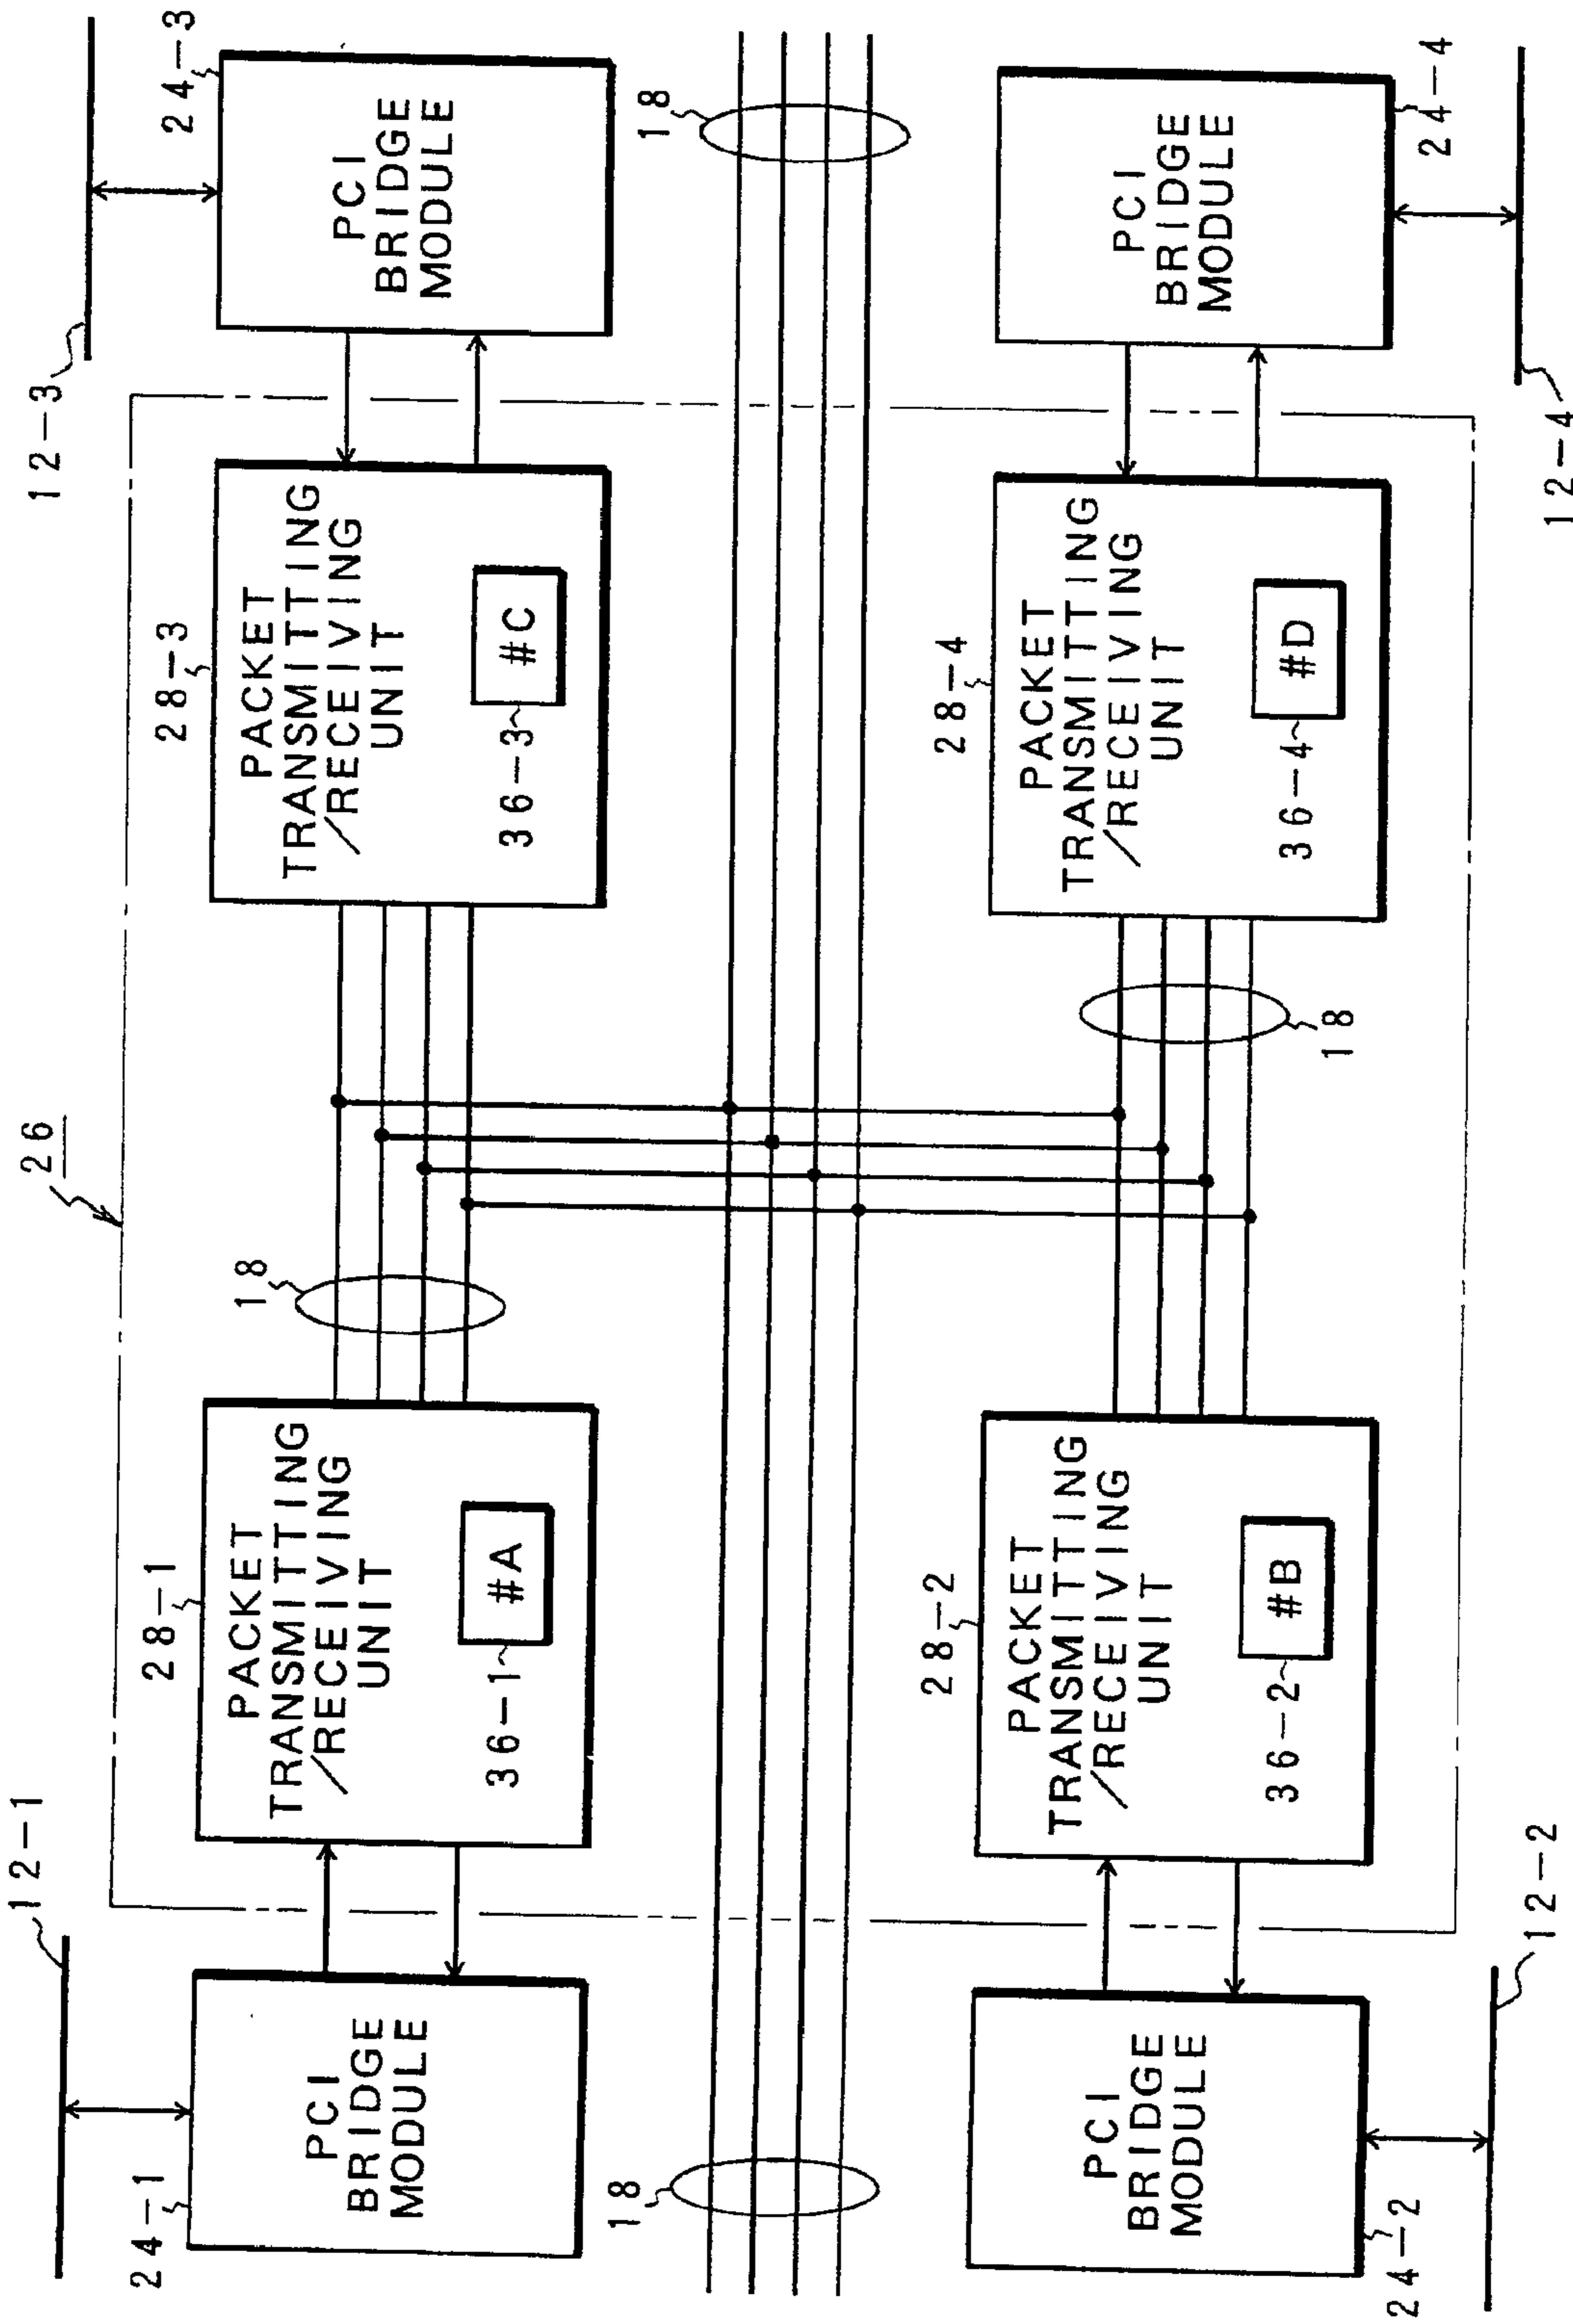 26
12-1
12-3
24-1
PCI
BRIDGE
MODULE
28-1
PACKET
TRANSMITTING
/RECEIVING
UNIT
36-1
#A
18
28-3
PACKET
TRANSMITTING
/RECEIVING
UNIT
36-3
#C
24-3
PCI
BRIDGE
MODULE
18
18
24-2
PCI
BRIDGE
MODULE
28-2
PACKET
TRANSMITTING
/RECEIVING
UNIT
36-2
#B
18
28-4
PACKET
TRANSMITTING
/RECEIVING
UNIT
36-4
#D
24-4
PCI
BRIDGE
MODULE
12-2
12-4